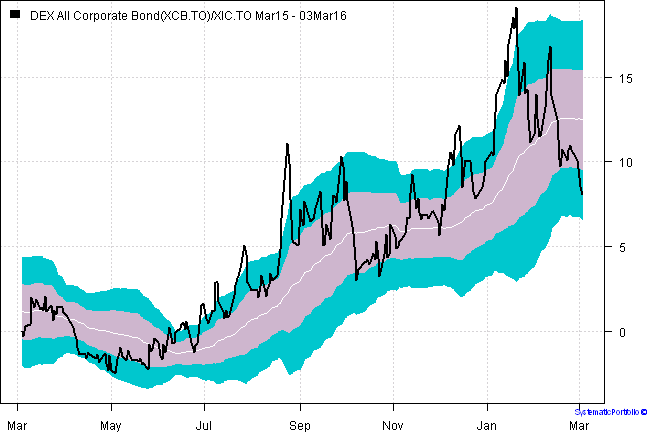 DEX All Corporate Bond(XCB.TO)/XIC.TO Mar15 - 03Mar16
15
10
5
0
Mar May Jul Sep Nov Jan Mar
SystematicPortfolio ©